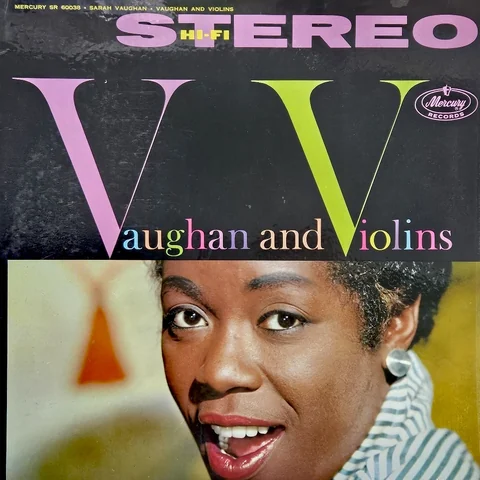 MERCURY SR 60038 • SARAH VAUGHAN • VAUGHAN AND VIOLINS
STEREO
HI-FI
Mercury
RECORDS
Vaughan and Violins